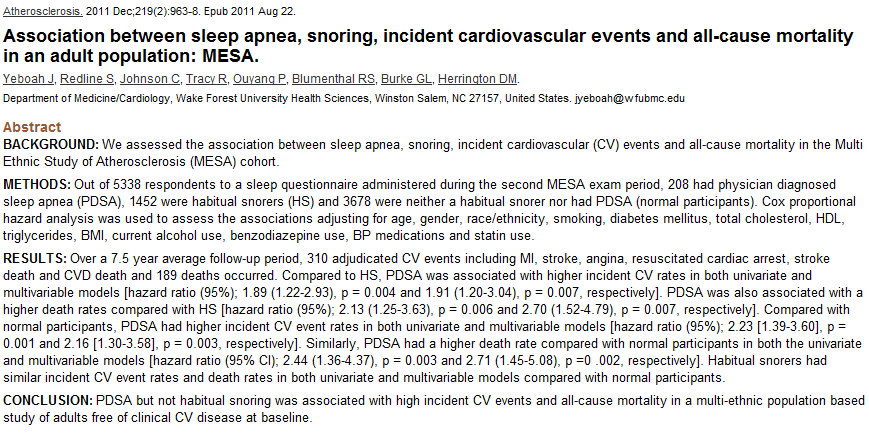 Atherosclerosis. 2011 Dec;219(2):963-8. Epub 2011 Aug 22.
Association between sleep apnea, snoring, incident cardiovascular events and all-cause mortality
in an adult population: MESA.
Yeboah J, Redline S, Johnson C, Tracy R, Ouyang P, Blumenthal RS, Burke GL, Herrington DM.
Department of Medicine/Cardiology, Wake Forest University Health Sciences, Winston Salem, NC 27157, United States. jyeboah@wfubmc.edu
Abstract
BACKGROUND: We assessed the association between sleep apnea, snoring, incident cardiovascular (CV) events and all-cause mortality in the Multi
Ethnic Study of Atherosclerosis (MESA) cohort.
METHODS: Out of 5338 respondents to a sleep questionnaire administered during the second MESA exam period, 208 had physician diagnosed
sleep apnea (PDSA), 1452 were habitual snorers (HS) and 3678 were neither a habitual snorer nor had PDSA (normal participants). Cox proportional
hazard analysis was used to assess the associations adjusting for age, gender, race/ethnicity, smoking, diabetes mellitus, total cholesterol, HDL,
triglycerides, BMI, current alcohol use, benzodiazepine use, BP medications and statin use.
RESULTS: Over a 7.5 year average follow-up period, 310 adjudicated CV events including MI, stroke, angina, resuscitated cardiac arrest, stroke
death and CVD death and 189 deaths occurred. Compared to HS, PDSA was associated with higher incident CV rates in both univariate and
multivariable models [hazard ratio (95%); 1.89 (1.22-2.93), p = 0.004 and 1.91 (1.20-3.04), p = 0.007, respectively]. PDSA was also associated with a
higher death rates compared with HS [hazard ratio (95%); 2.13 (1.25-3.63), p = 0.006 and 2.70 (1.52-4.79), p = 0.007, respectively]. Compared with
normal participants, PDSA had higher incident CV event rates in both univariate and multivariable models [hazard ratio (95%); 2.23 [1.39-3.60], p =
0.001 and 2.16 [1.30-3.58], p = 0.003, respectively]. Similarly, PDSA had a higher death rate compared with normal participants in both the univariate
and multivariable models [hazard ratio (95% CI); 2.44 (1.36-4.37), p = 0.003 and 2.71 (1.45-5.08), p =0 .002, respectively]. Habitual snorers had
similar incident CV event rates and death rates in both univariate and multivariable models compared with normal participants.
CONCLUSION: PDSA but not habitual snoring was associated with high incident CV events and all-cause mortality in a multi-ethnic population based
study of adults free of clinical CV disease at baseline.